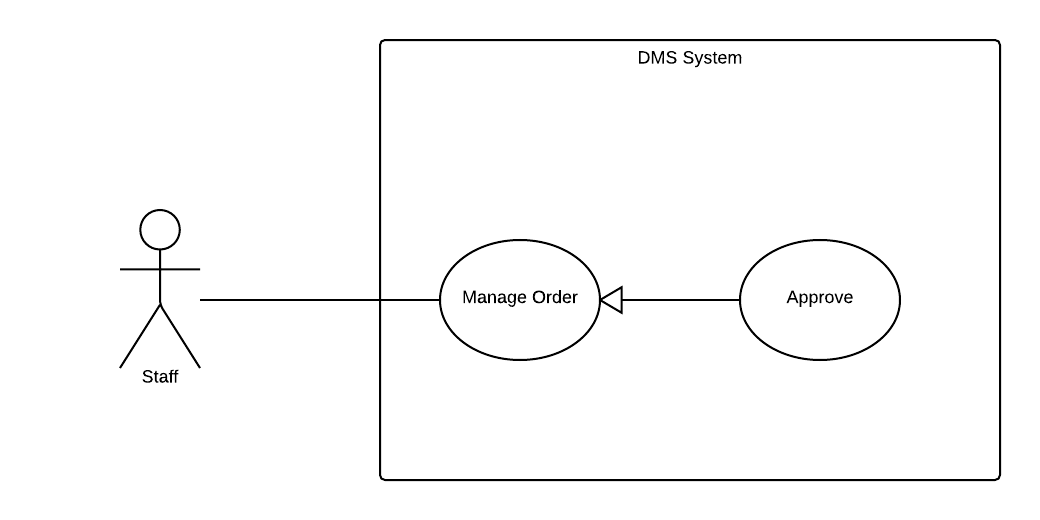 DMS System
Manage Order
Approve
Staff